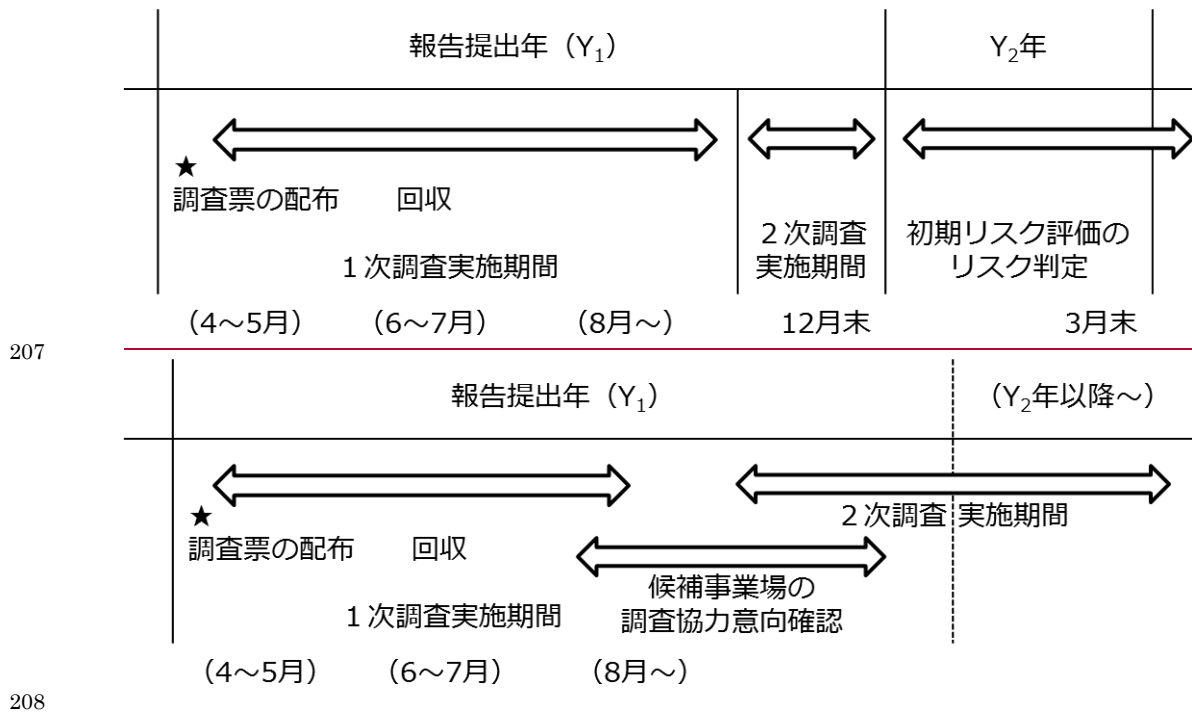 報告提出年（Y₁） Y₂年
★
調査票の配布 回収
１次調査実施期間
２次調査
実施期間
初期リスク評価の
リスク判定
（4～5月） （6～7月） （8月～） 12月末 3月末
207
報告提出年（Y₁） （Y₂年以降～）
★
調査票の配布 回収
２次調査 実施期間
１次調査実施期間
候補事業場の
調査協力意向確認
（4～5月） （6～7月） （8月～）
208